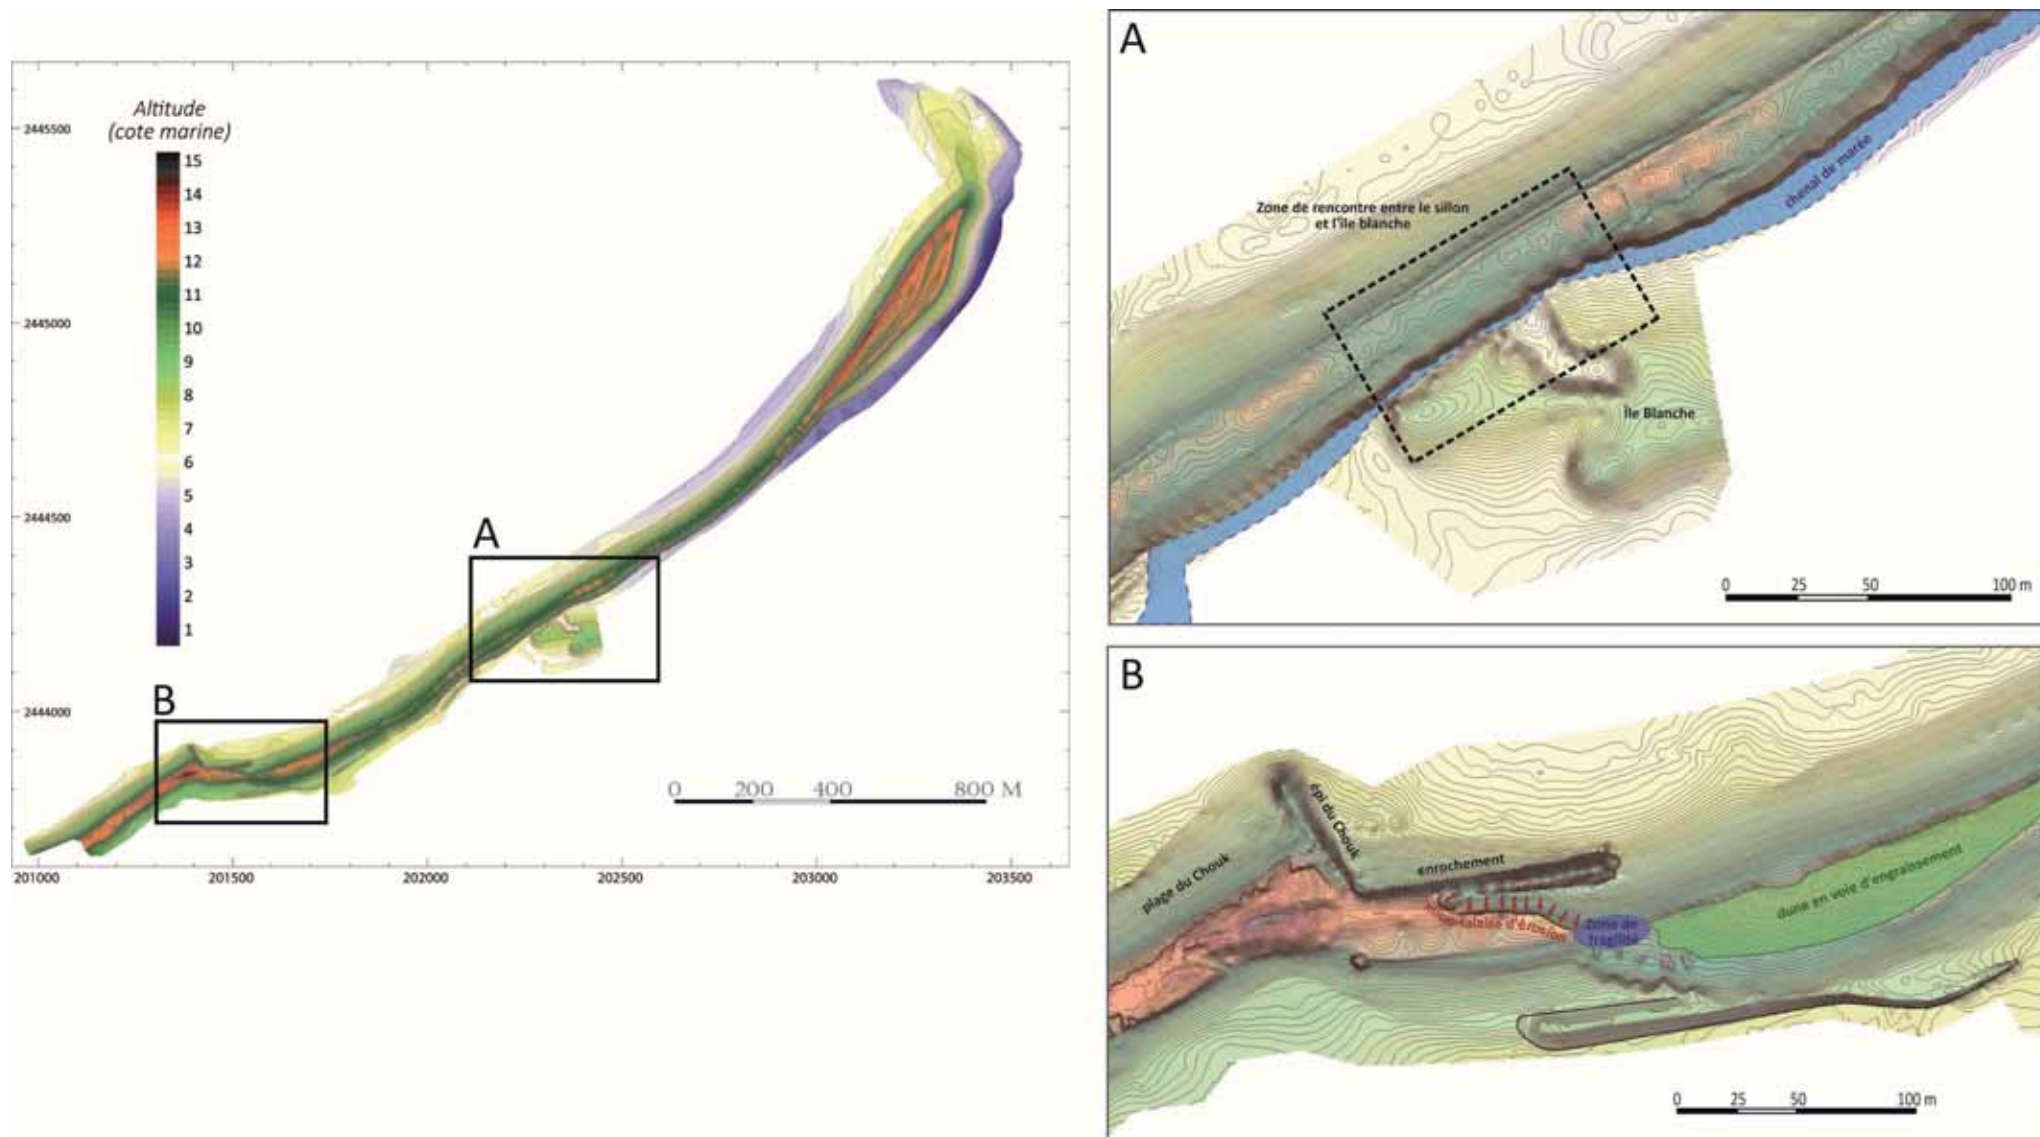 Altitude
(cote marine)
15
14
13
12
11
10
9
8
7
6
5
4
3
2
1
2445500
2445000
2444500
2444000
201000
201500
202000
202500
203000
203500
A
B
0
200
400
800 M
A
Zone de rencontre entre le sillon
et l'île blanche
chenal de marée
Île Blanche
0
25
50
100 m
B
épi du Chouk
plage du Chouk
enrochement
falaise d'érosion
Zone de
fragilité
dune en voie d'engraissement
0
25
50
100 m